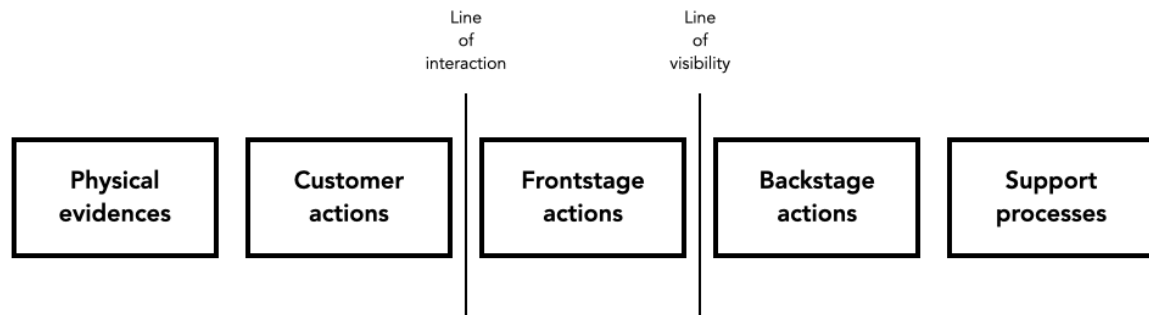 Line
of
interaction
Line
of
visibility
Physical
evidences
Customer
actions
Frontstage
actions
Backstage
actions
Support
processes